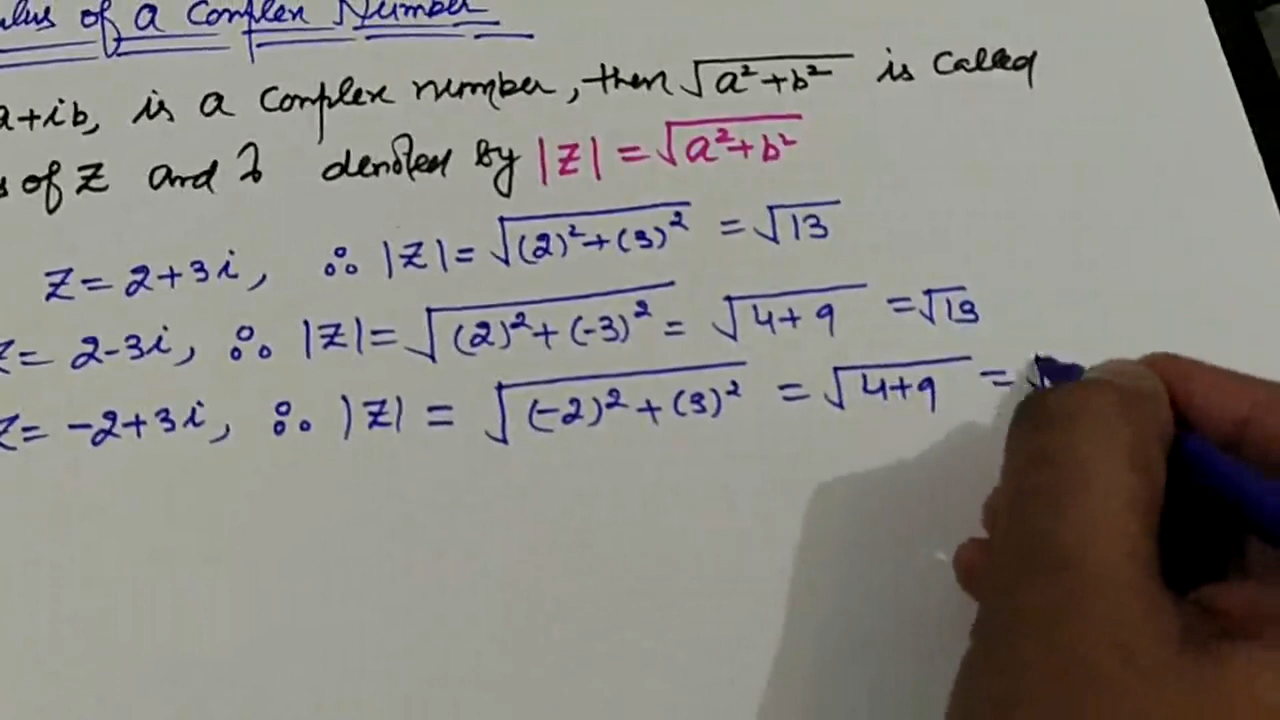 of a Complex Number
a+ib, is a Complex number, then √(a²+b²) is called
of Z and denoted by |Z| = √(a²+b²)
Z = 2+3i, ∴ |Z| = √((2)²+(3)²) = √13
Z = 2-3i, ∴ |Z| = √((2)²+(-3)²) = √(4+9) = √13
Z = -2+3i, ∴ |Z| = √((-2)²+(3)²) = √(4+9) = √